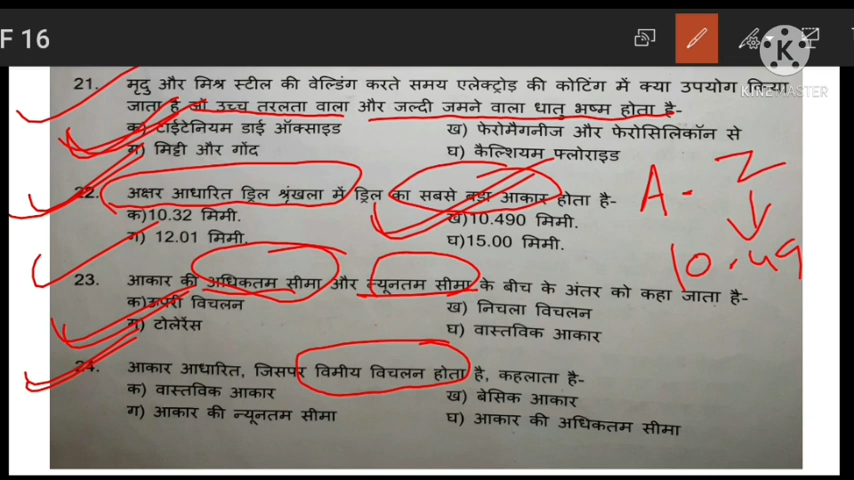 F 16
KINEMASTER
21. मृदु और मिश्र स्टील की वेल्डिंग करते समय एलेक्ट्रोड की कोटिंग में क्या उपयोग किया
जाता है जो उच्च तरलता वाला और जल्दी जमने वाला धातु भष्म होता है-
क) टाईटेनियम डाई ऑक्साइड ख) फेरोमैगनीज और फेरोसिलिकॉन से
ग) मिट्टी और गोंद घ) कैल्शियम फ्लोराइड
22. अक्षर आधारित ड्रिल श्रृंखला में ड्रिल का सबसे बड़ा आकार होता है-
क)10.32 मिमी. ख)10.490 मिमी.
ग) 12.01 मिमी. घ)15.00 मिमी.
A - Z
10.49
23. आकार की अधिकतम सीमा और न्यूनतम सीमा के बीच के अंतर को कहा जाता है-
क)ऊपरी विचलन ख) निचला विचलन
ग) टोलेरेंस घ) वास्तविक आकार
24. आकार आधारित, जिसपर विमीय विचलन होता है, कहलाता है-
क) वास्तविक आकार ख) बेसिक आकार
ग) आकार की न्यूनतम सीमा घ) आकार की अधिकतम सीमा